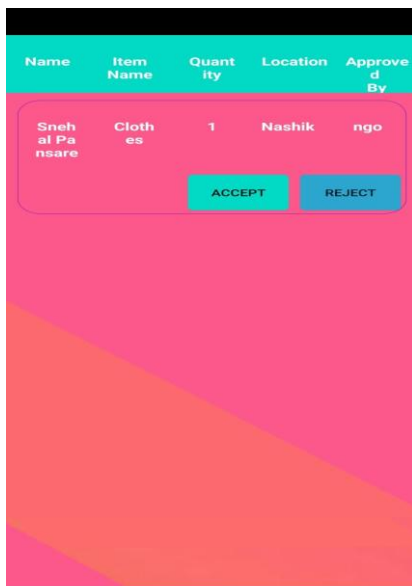 Name Item Quant Location Approve
Name ity d
By
Sneh Cloth 1 Nashik ngo
al Pa es
nsare
ACCEPT REJECT